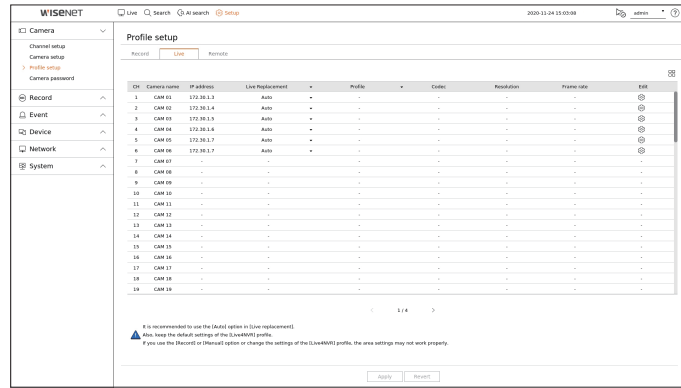 WISENET
Live Search AI search Setup 2020-11-24 15:03:08 admin
Camera
Channel setup
Camera setup
> Profile setup
Camera password
Record
Event
Device
Network
System
Profile setup
Record Live Remote
CH Camera name IP address Live Replacement Profile Codec Resolution Frame rate Edit
1 CAM 01 172.30.1.3 Auto - - - -
2 CAM 02 172.30.1.4 Auto - - - -
3 CAM 03 172.30.1.5 Auto - - - -
4 CAM 04 172.30.1.6 Auto - - - -
5 CAM 05 172.30.1.7 Auto - - - -
6 CAM 06 172.30.1.7 Auto - - - -
7 CAM 07 - - - - - - -
8 CAM 08 - - - - - - -
9 CAM 09 - - - - - - -
10 CAM 10 - - - - - - -
11 CAM 11 - - - - - - -
12 CAM 12 - - - - - - -
13 CAM 13 - - - - - - -
14 CAM 14 - - - - - - -
15 CAM 15 - - - - - - -
16 CAM 16 - - - - - - -
17 CAM 17 - - - - - - -
18 CAM 18 - - - - - - -
19 CAM 19 - - - - - - -
< 1 / 4 >
It is recommended to use the [Auto] option in [Live replacement].
Also, keep the default settings of the [Live4NVR] profile.
If you use the [Record] or [Manual] option or change the settings of the [Live4NVR] profile, the area settings may not work properly.
Apply Revert